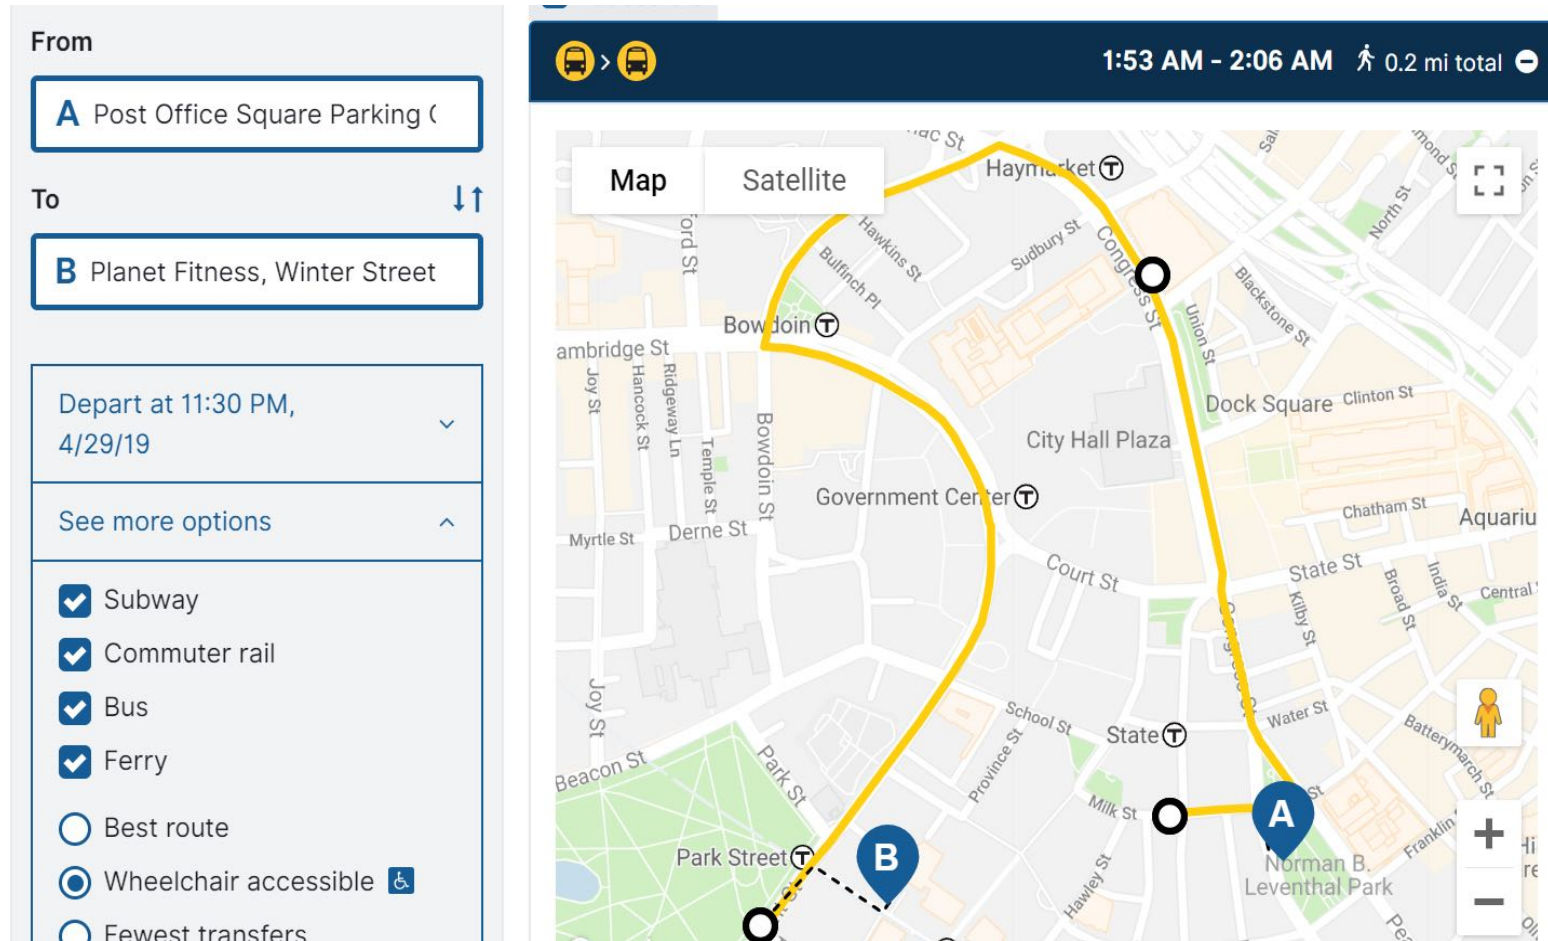 From
A Post Office Square Parking
To
B Planet Fitness, Winter Street
Depart at 11:30 PM,
4/29/19
See more options
Subway
Commuter rail
Bus
Ferry
Best route
Wheelchair accessible
Fewest transfers
1:53 AM - 2:06 AM 0.2 mi total
Map
Satellite
Haymarket T
Sudbury St
Congress St
North St
Hawkins St
Bulfinch Pl
Blackstone St
Union St
Bowdoin T
ambridge St
Joy St
Hancock St
Ridgeway Ln
Temple St
Bowdoin St
Dock Square
Clinton St
City Hall Plaza
Government Center T
Chatham St
Aquariu
Myrtle St
Derne St
Court St
State St
Kilby St
Broad St
India St
Central
Congress St
Joy St
School St
Water St
State T
Batterymarch St
Beacon St
Park St
Province St
Milk St
St
A
Franklin
Park Street T
B
Norman B.
Leventhal Park
Hawley St